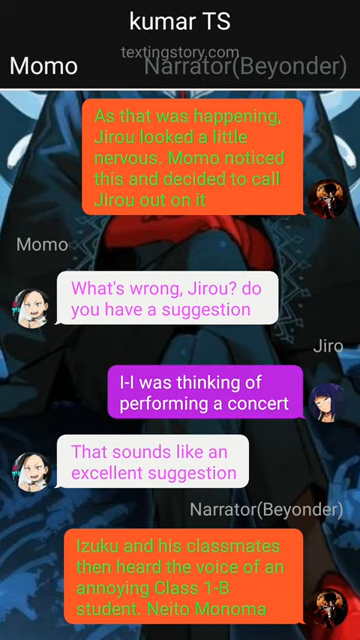 kumar TS
textingstory.com
Momo
Narrator(Beyonder)
As that was happening,
Jirou looked a little
nervous. Momo noticed
this and decided to call
Jirou out on it
Momo
What's wrong, Jirou? do
you have a suggestion
Jiro
I-I was thinking of
performing a concert
That sounds like an
excellent suggestion
Narrator(Beyonder)
Izuku and his classmates
then heard the voice of an
annoying Class 1-B
student. Neito Monoma